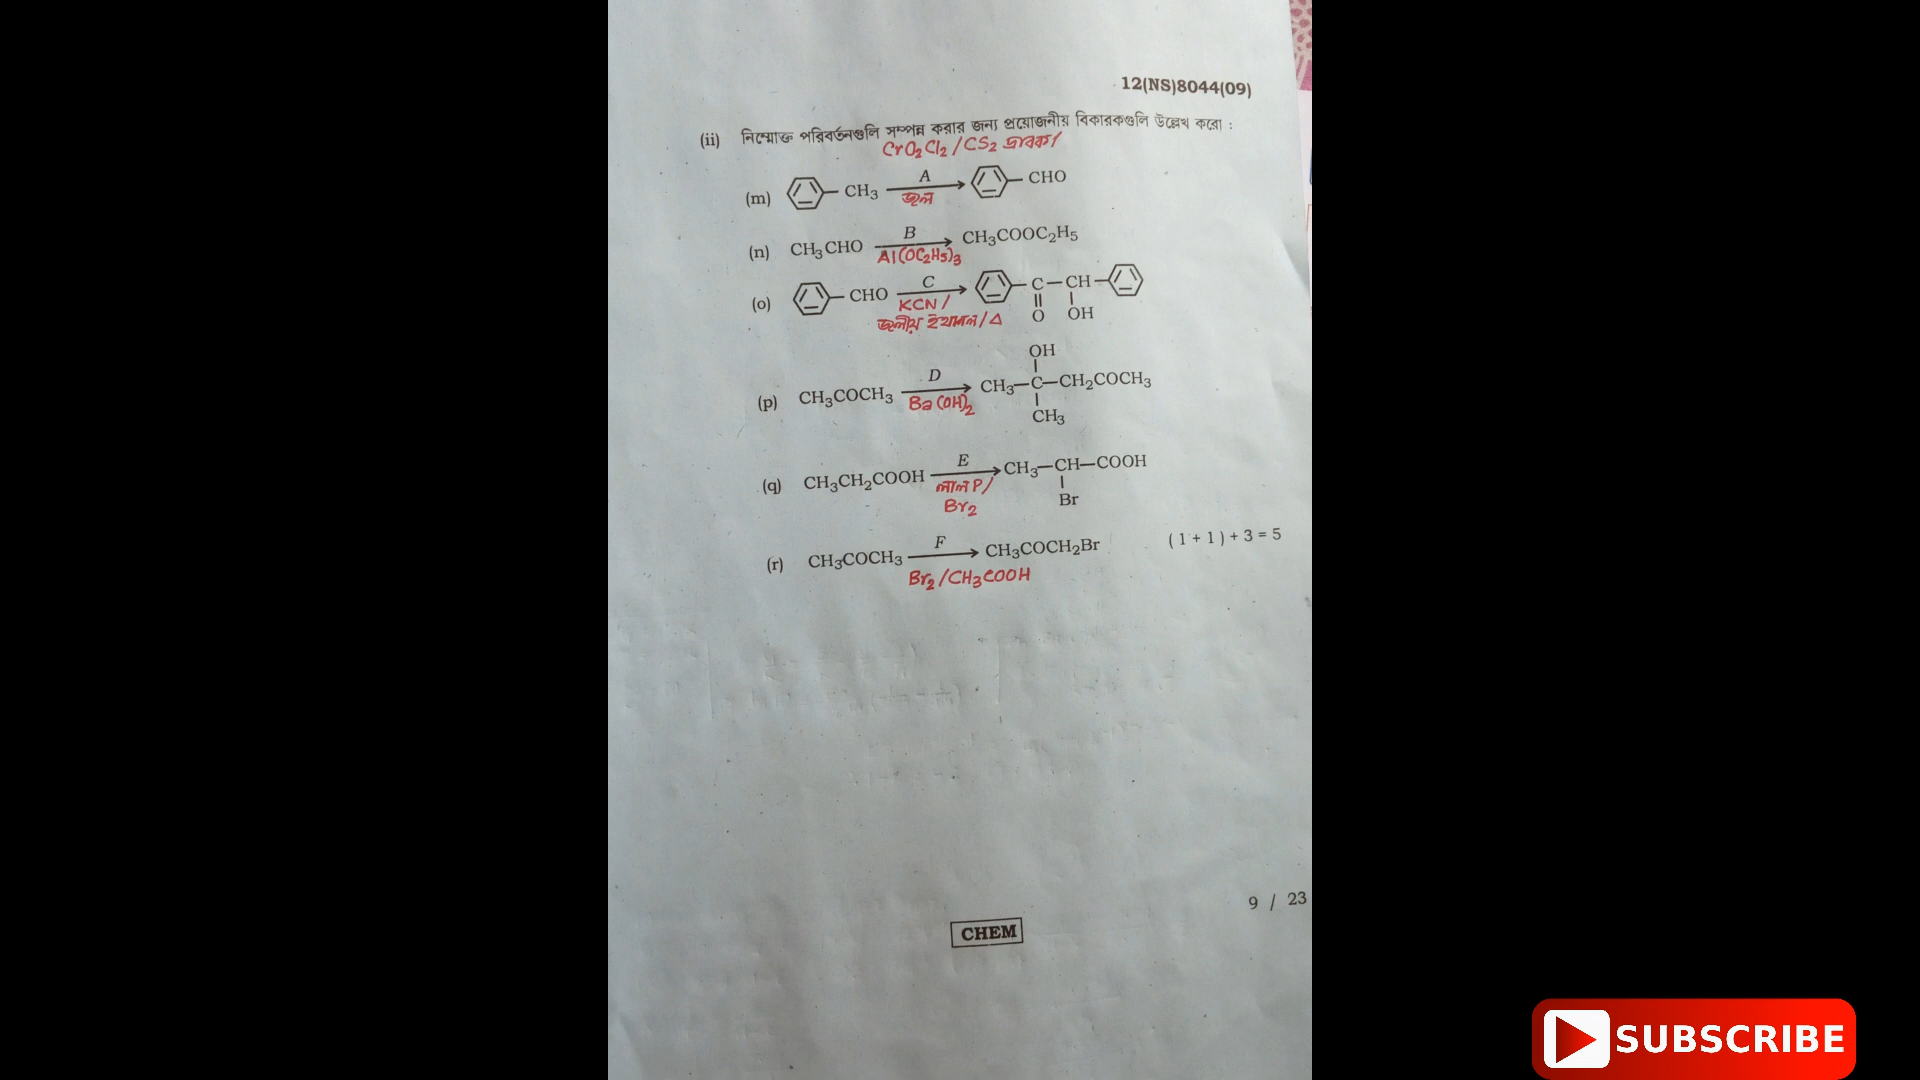 12(NS)8044(09)
(ii) নিম্নোক্ত পরিবর্তনগুলি সম্পন্ন করার জন্য প্রয়োজনীয় বিকারকগুলি উল্লেখ করো :
CrO2Cl2/CS2 দ্রাবক/
(m) CH3 A CHO
জল
(n) CH3CHO B CH3COOC2H5
Al(OC2H5)3
(o) CHO C C—CH
KCN/ O OH
জলীয় ইথানল/Δ
OH
(p) CH3COCH3 D CH3—C—CH2COCH3
Ba(OH)2
CH3
(q) CH3CH2COOH E CH3—CH—COOH
লাল P/
Br2 Br
(r) CH3COCH3 F CH3COCH2Br (1+1)+3=5
Br2/CH3COOH
9 / 23
CHEM
SUBSCRIBE